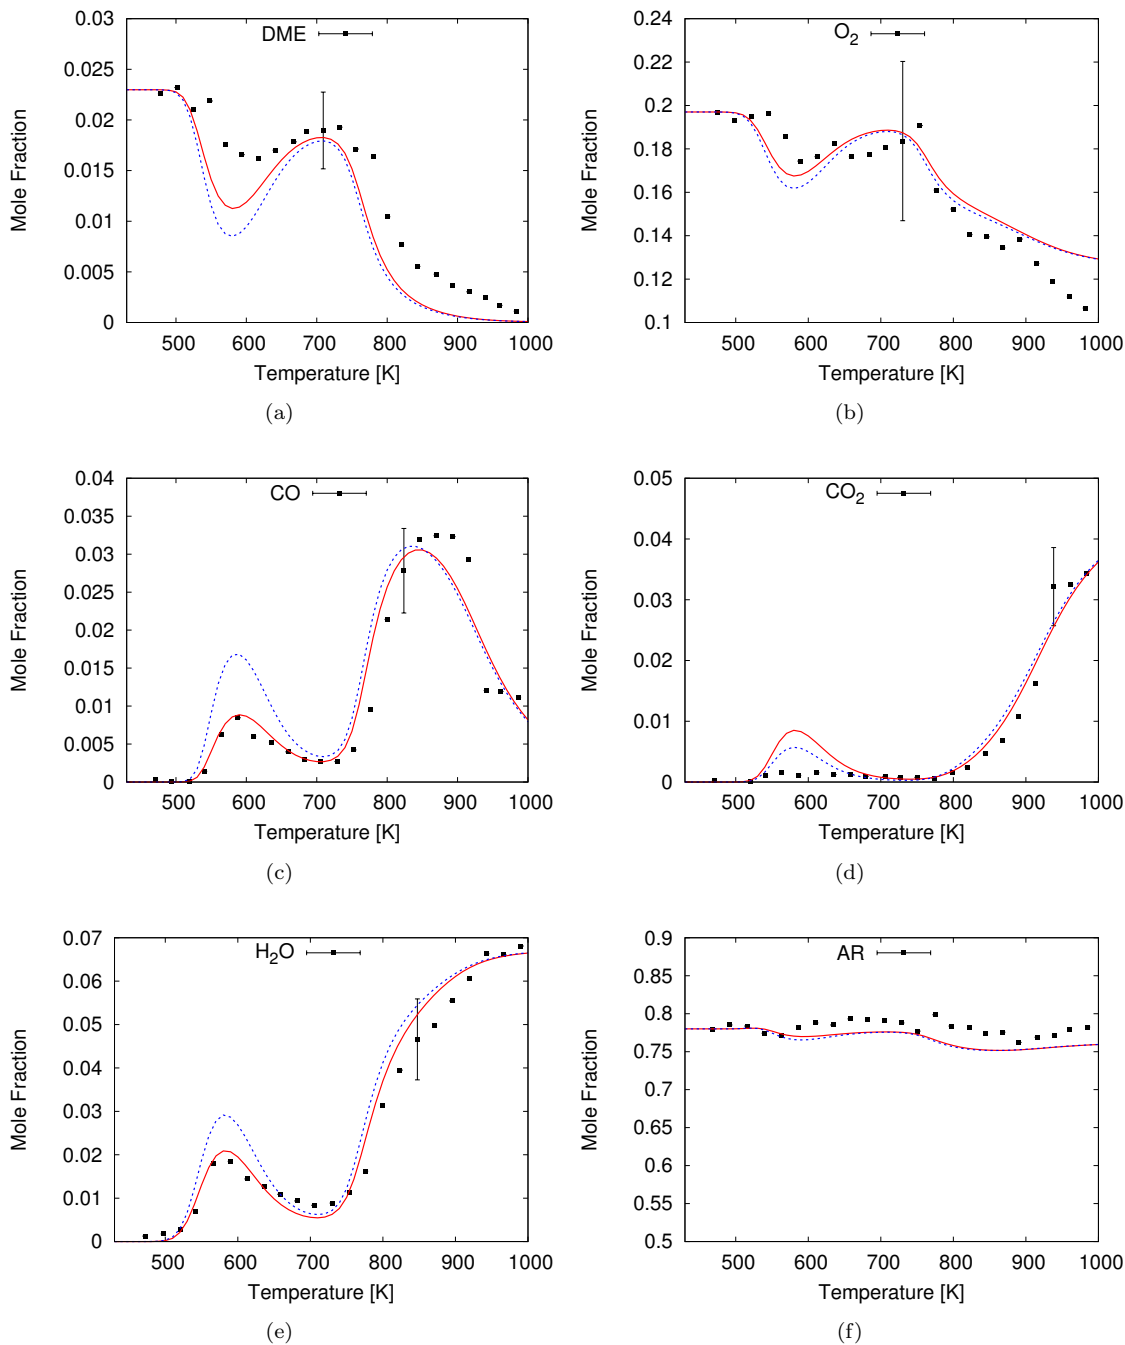 DME
Mole Fraction
0.03
0.025
0.02
0.015
0.01
0.005
0
500 600 700 800 900 1000
Temperature [K]
(a)
O2
Mole Fraction
0.24
0.22
0.2
0.18
0.16
0.14
0.12
0.1
500 600 700 800 900 1000
Temperature [K]
(b)
CO
Mole Fraction
0.04
0.035
0.03
0.025
0.02
0.015
0.01
0.005
0
500 600 700 800 900 1000
Temperature [K]
(c)
CO2
Mole Fraction
0.05
0.04
0.03
0.02
0.01
0
500 600 700 800 900 1000
Temperature [K]
(d)
H2O
Mole Fraction
0.07
0.06
0.05
0.04
0.03
0.02
0.01
0
500 600 700 800 900 1000
Temperature [K]
(e)
AR
Mole Fraction
0.9
0.85
0.8
0.75
0.7
0.65
0.6
0.55
0.5
500 600 700 800 900 1000
Temperature [K]
(f)